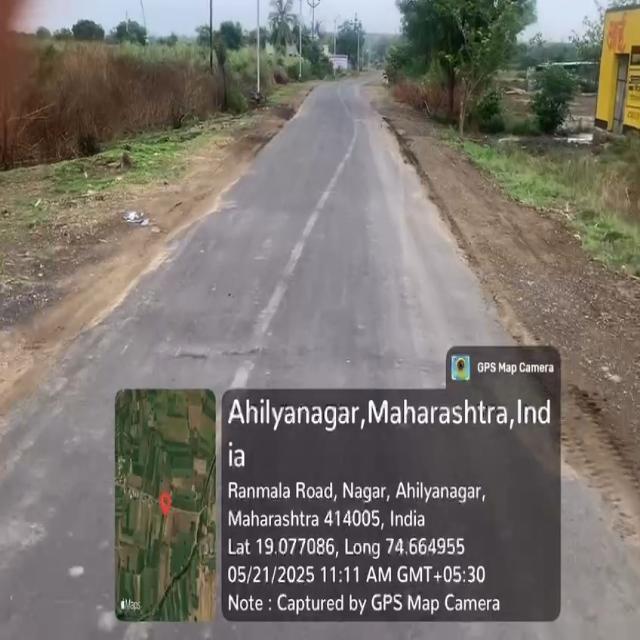 GPS Map Camera
Ahilyanagar,Maharashtra,Ind
ia
Ranmala Road, Nagar, Ahilyanagar,
Maharashtra 414005, India
Lat 19.077086, Long 74.664955
05/21/2025 11:11 AM GMT+05:30
Note : Captured by GPS Map Camera
Maps